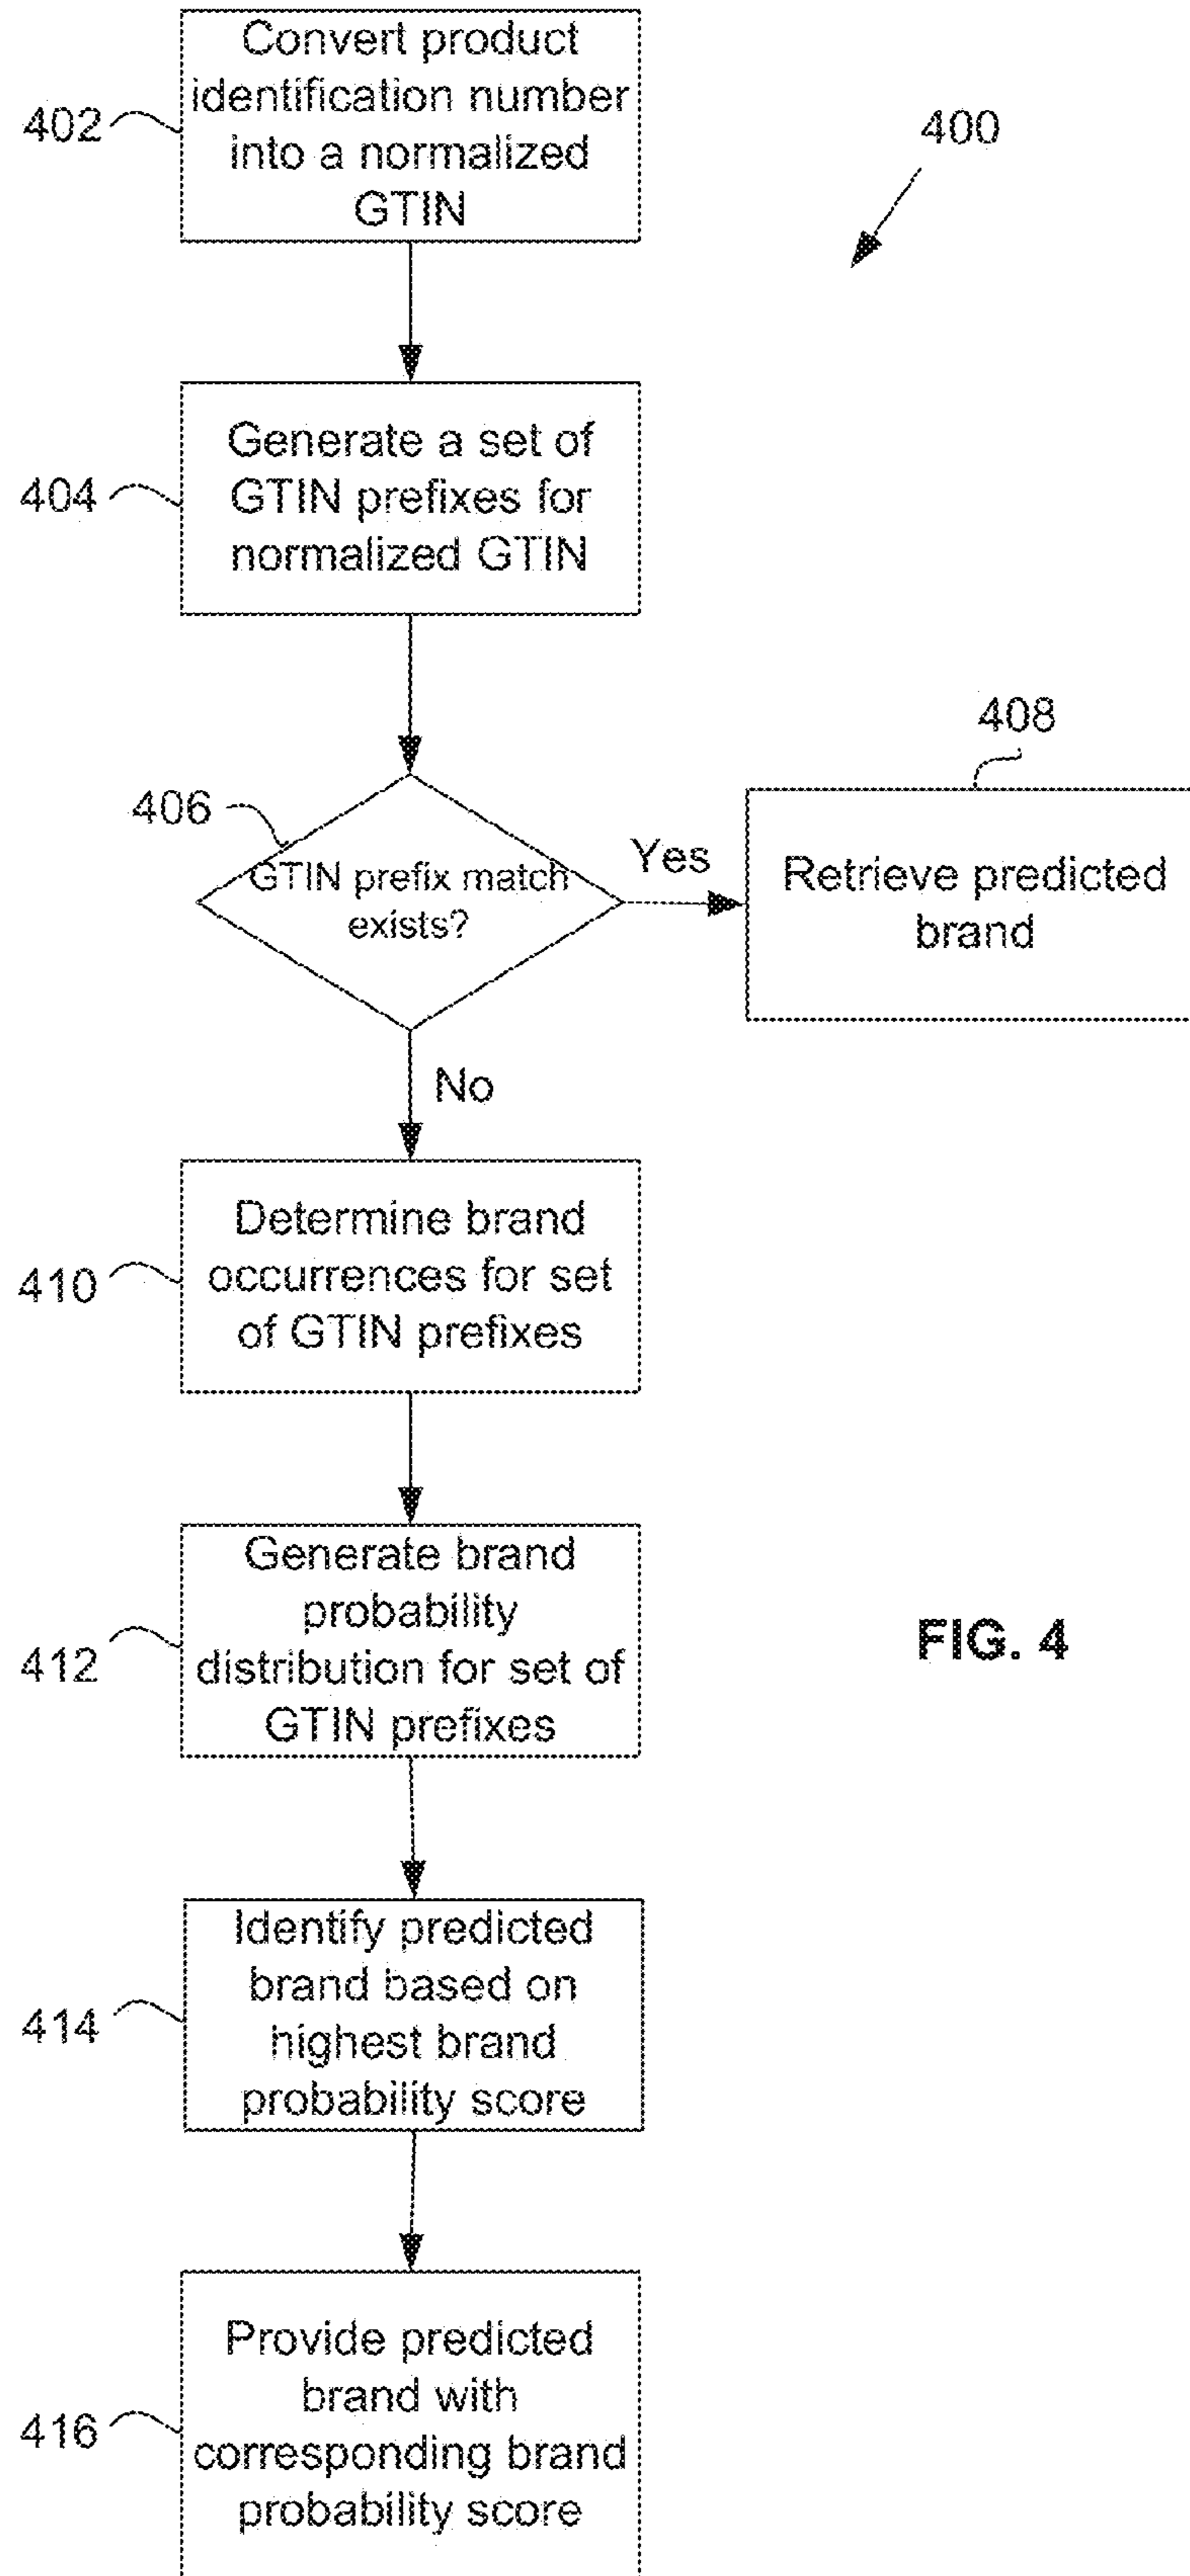 Convert product
identification number
into a normalized
GTIN
402
400
Generate a set of
GTIN prefixes for
normalized GTIN
404
408
406
GTIN prefix match
exists?
Yes
Retrieve predicted
brand
No
Determine brand
occurrences for set
of GTIN prefixes
410
Generate brand
probability
distribution for set of
GTIN prefixes
412
FIG. 4
Identify predicted
brand based on
highest brand
probability score
414
Provide predicted
brand with
corresponding brand
probability score
416